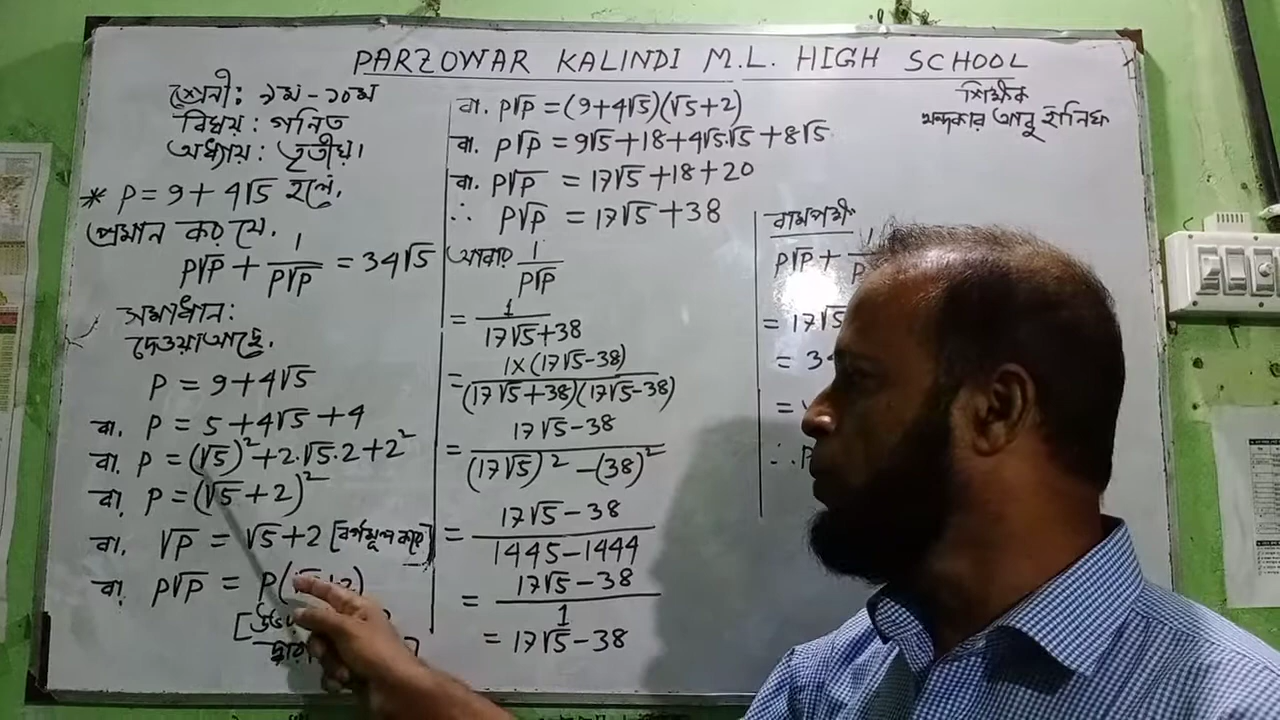 PARZOWAR KALINDI M.L. HIGH SCHOOL
শ্রেনী: ৯ম-১০ম
বিষয়: গনিত
অধ্যায়: তৃতীয়।
* P = 9 + 4√5 হলে,
প্রমান কর যে,
P√P + 1/P√P = 34√5
সমাধান:
দেওয়া আছে,
P = 9+4√5
বা, P = 5+4√5+4
বা, P = (√5)²+2.√5.2+2²
বা, P = (√5+2)²
বা, √P = √5+2 [বর্গমূল করে]
বা, P√P = P(
দ্বারা
বা, P√P = (9+4√5)(√5+2)
বা, P√P = 9√5+18+4√5.√5+8√5
বা, P√P = 17√5+18+20
∴ P√P = 17√5+38
আবার 1/P√P
= 1/17√5+38
= 1×(17√5-38)/(17√5+38)(17√5-38)
= 17√5-38/(17√5)²-(38)²
= 17√5-38/1445-1444
= 17√5-38/1
= 17√5-38
শিক্ষক
খন্দকার আবু হানিফ
বামপক্ষ
P√P +
= 17√5
= 34